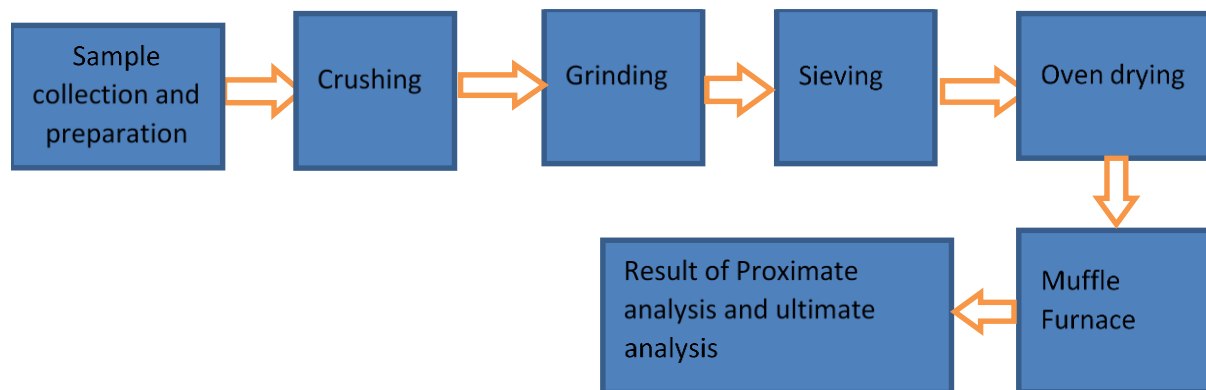 Sample
collection and
preparation
Crushing
Grinding
Sieving
Oven drying
Muffle
Furnace
Result of Proximate
analysis and ultimate
analysis